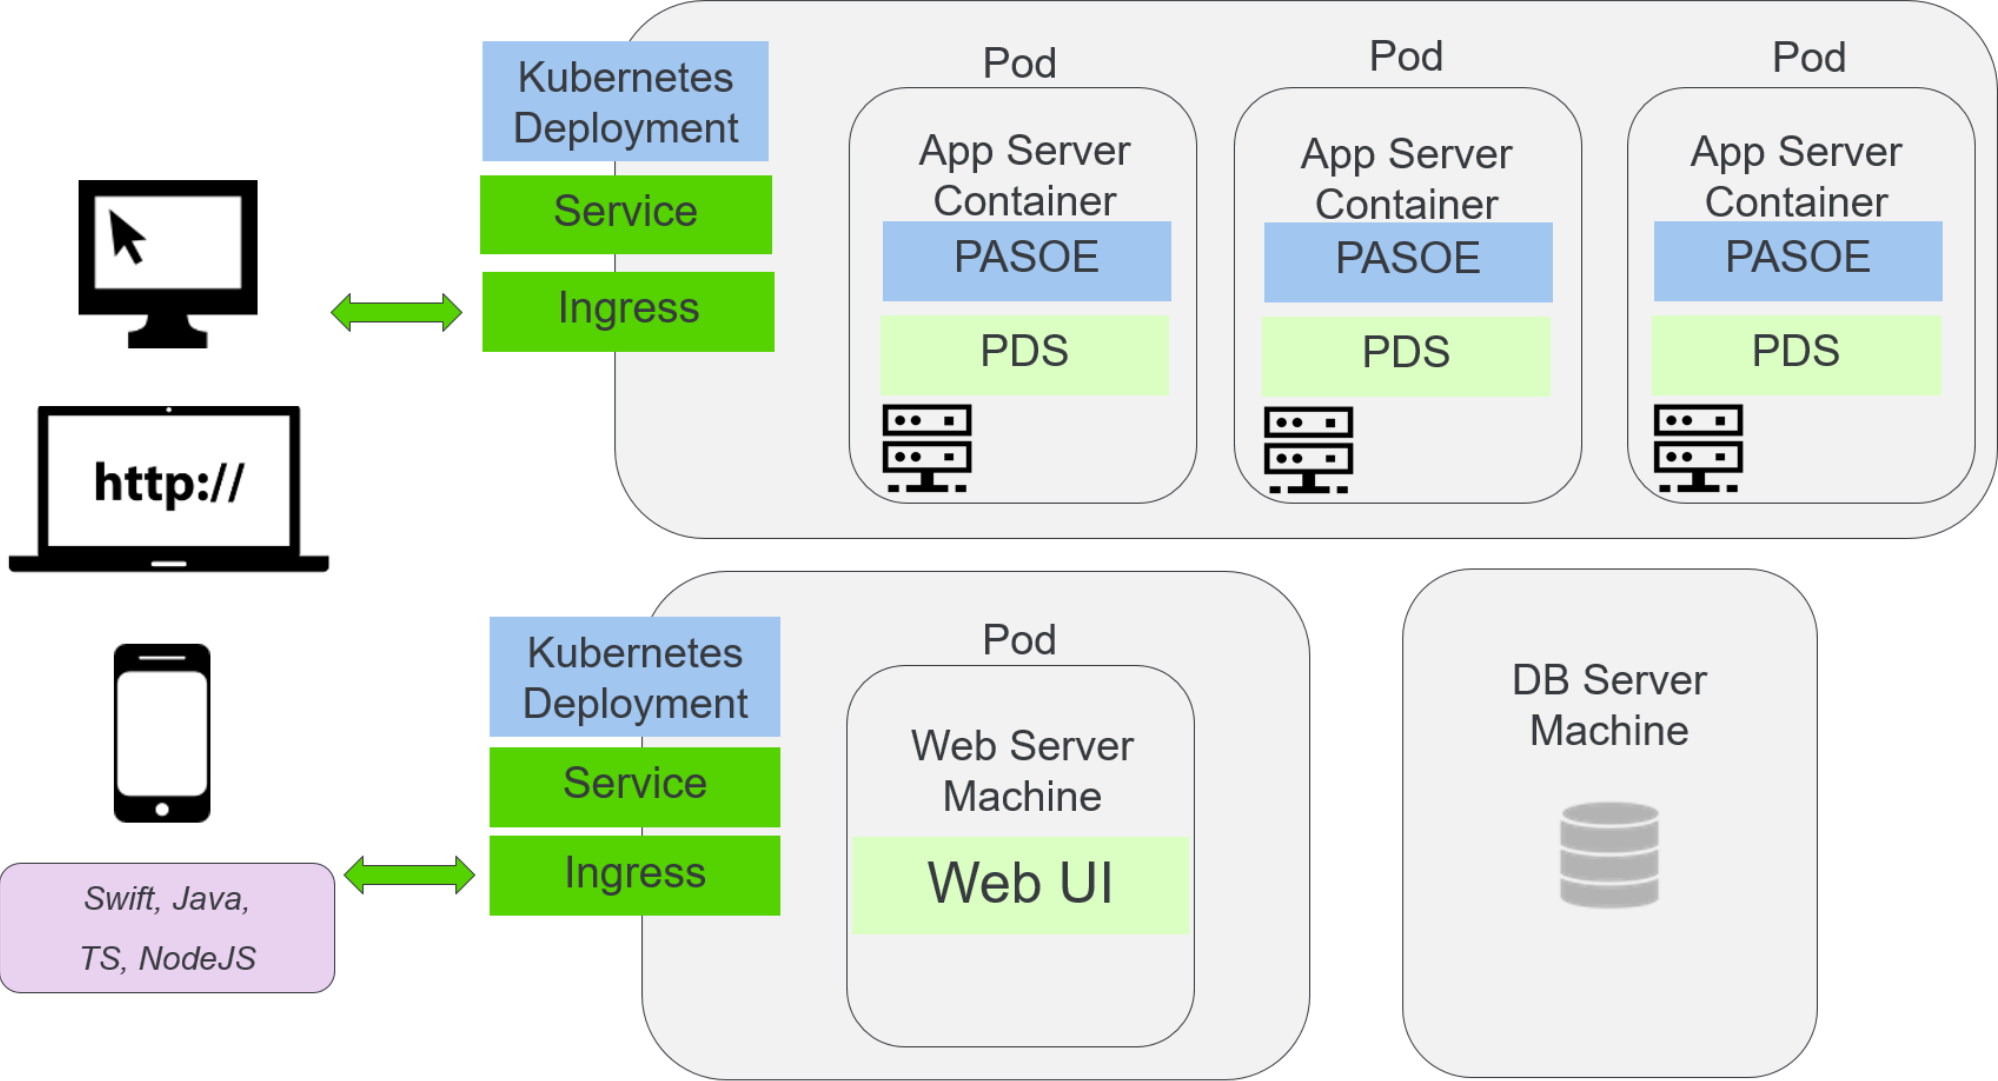 Kubernetes
Deployment
Service
Ingress
Pod
App Server
Container
PASOE
PDS
Pod
App Server
Container
PASOE
PDS
Pod
App Server
Container
PASOE
PDS
http://
Swift, Java,
TS, NodeJS
Kubernetes
Deployment
Service
Ingress
Pod
Web Server
Machine
Web UI
DB Server
Machine